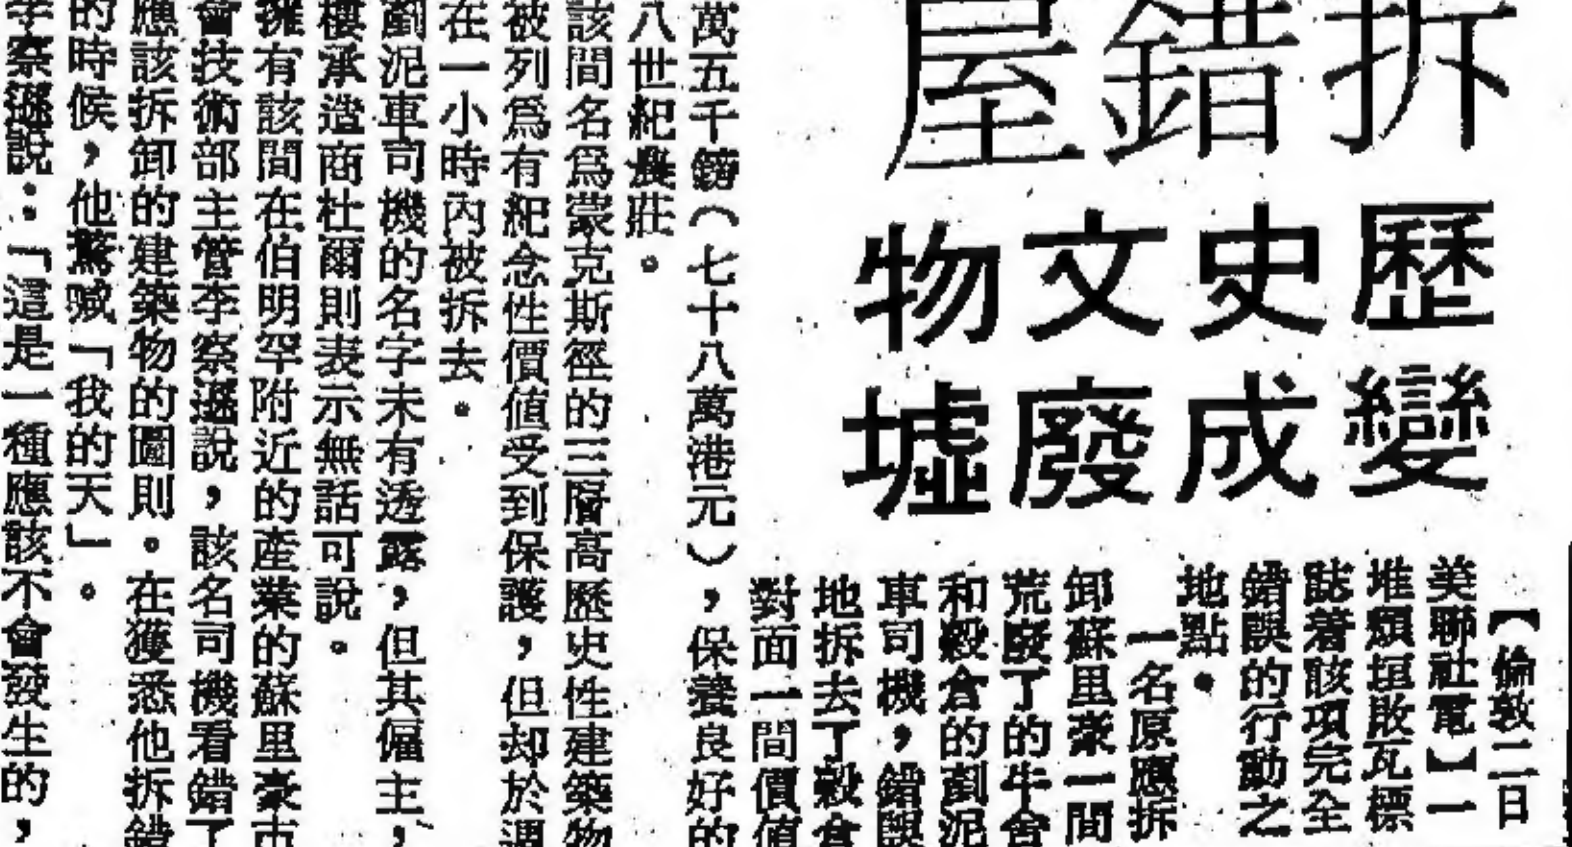 拆錯屋
歷史文物
變成廢墟
【倫敦二日
美聯社電】一
堆頹垣敗瓦標
誌着該項完全
錯誤的行動之
地點。
一名原應拆
卸蘇里豪一間
荒廢了的牛舍
和穀倉的剷泥
車司機，錯誤
地拆去了穀倉
對面一間價值
萬五千鎊（七十八萬港元），保養良好的
八世紀農莊。
該間名爲蒙克斯徑的三層高歷史性建築物
被列爲有紀念性價值受到保護，但却於週
在一小時內被拆去。
剷泥車司機的名字未有透露，但其僱主，
樓承造商杜爾則表示無話可說。
擁有該間在伯明罕附近的產業的蘇里豪市
會技術部主管李察遜說，該名司機看錯了
應該拆卸的建築物的圖則。在獲悉他拆錯
的時候，他驚喊「我的天」。
李察遜說：「這是一種應該不會發生的，